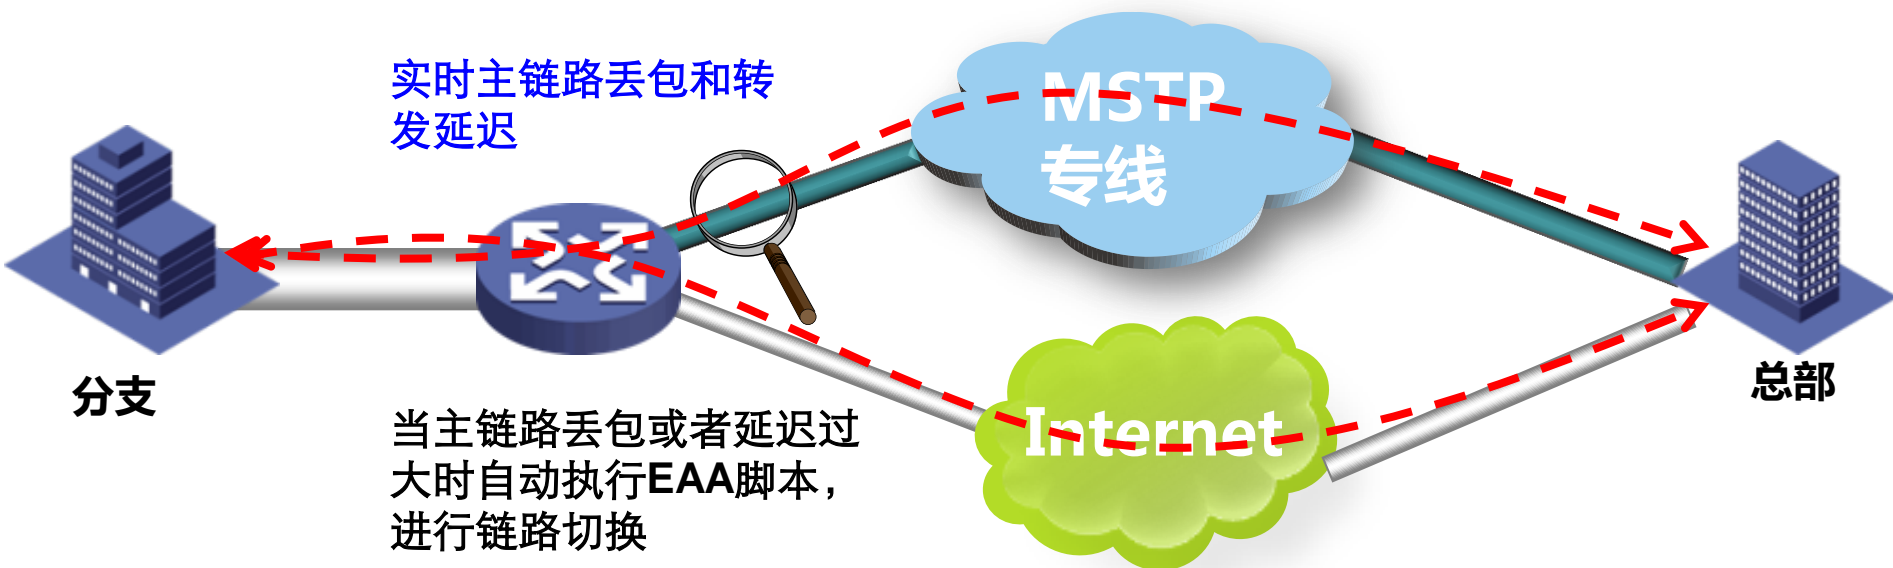 实时主链路丢包和转
发延迟
MSTP
专线
分支
总部
当主链路丢包或者延迟过
大时自动执行EAA脚本，
进行链路切换
Internet